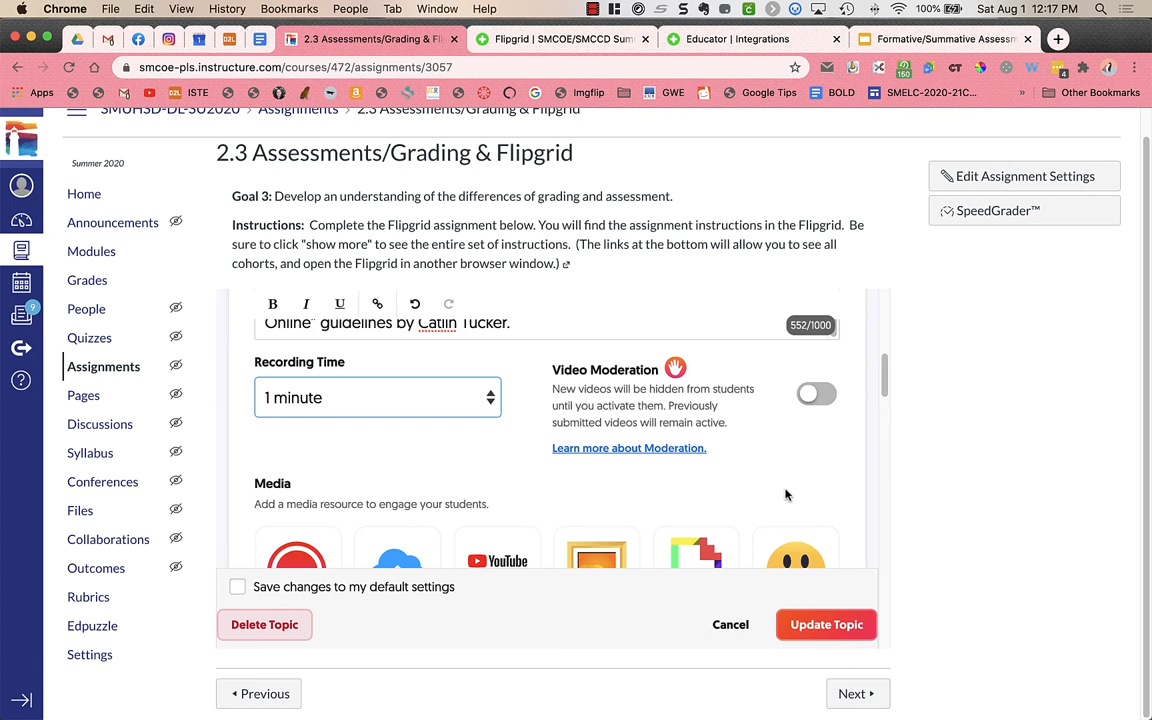 Chrome File Edit View History Bookmarks People Tab Window Help 100% Sat Aug 1 12:17 PM
2.3 Assessments/Grading & Fli
Flipgrid | SMCOE/SMCCD Sum
Educator | Integrations
Formative/Summative Assessm
smcoe-pls.instructure.com/courses/472/assignments/3057
Apps ISTE Imgflip GWE Google Tips BOLD SMELC-2020-21C... » Other Bookmarks
SMUHSD-DL-SU2020 > Assignments > 2.3 Assessments/Grading & Flipgrid
Summer 2020
Home
Announcements
Modules
Grades
People
Quizzes
Assignments
Pages
Discussions
Syllabus
Conferences
Files
Collaborations
Outcomes
Rubrics
Edpuzzle
Settings
9
2.3 Assessments/Grading & Flipgrid
Edit Assignment Settings
SpeedGrader™
Goal 3: Develop an understanding of the differences of grading and assessment.
Instructions: Complete the Flipgrid assignment below. You will find the assignment instructions in the Flipgrid. Be
sure to click "show more" to see the entire set of instructions. (The links at the bottom will allow you to see all
cohorts, and open the Flipgrid in another browser window.)
B I U
Online" guidelines by Catlin Tucker.
552/1000
Recording Time
1 minute
Video Moderation
New videos will be hidden from students
until you activate them. Previously
submitted videos will remain active.
Learn more about Moderation.
Media
Add a media resource to engage your students.
YouTube
Save changes to my default settings
Delete Topic
Cancel
Update Topic
Previous
Next